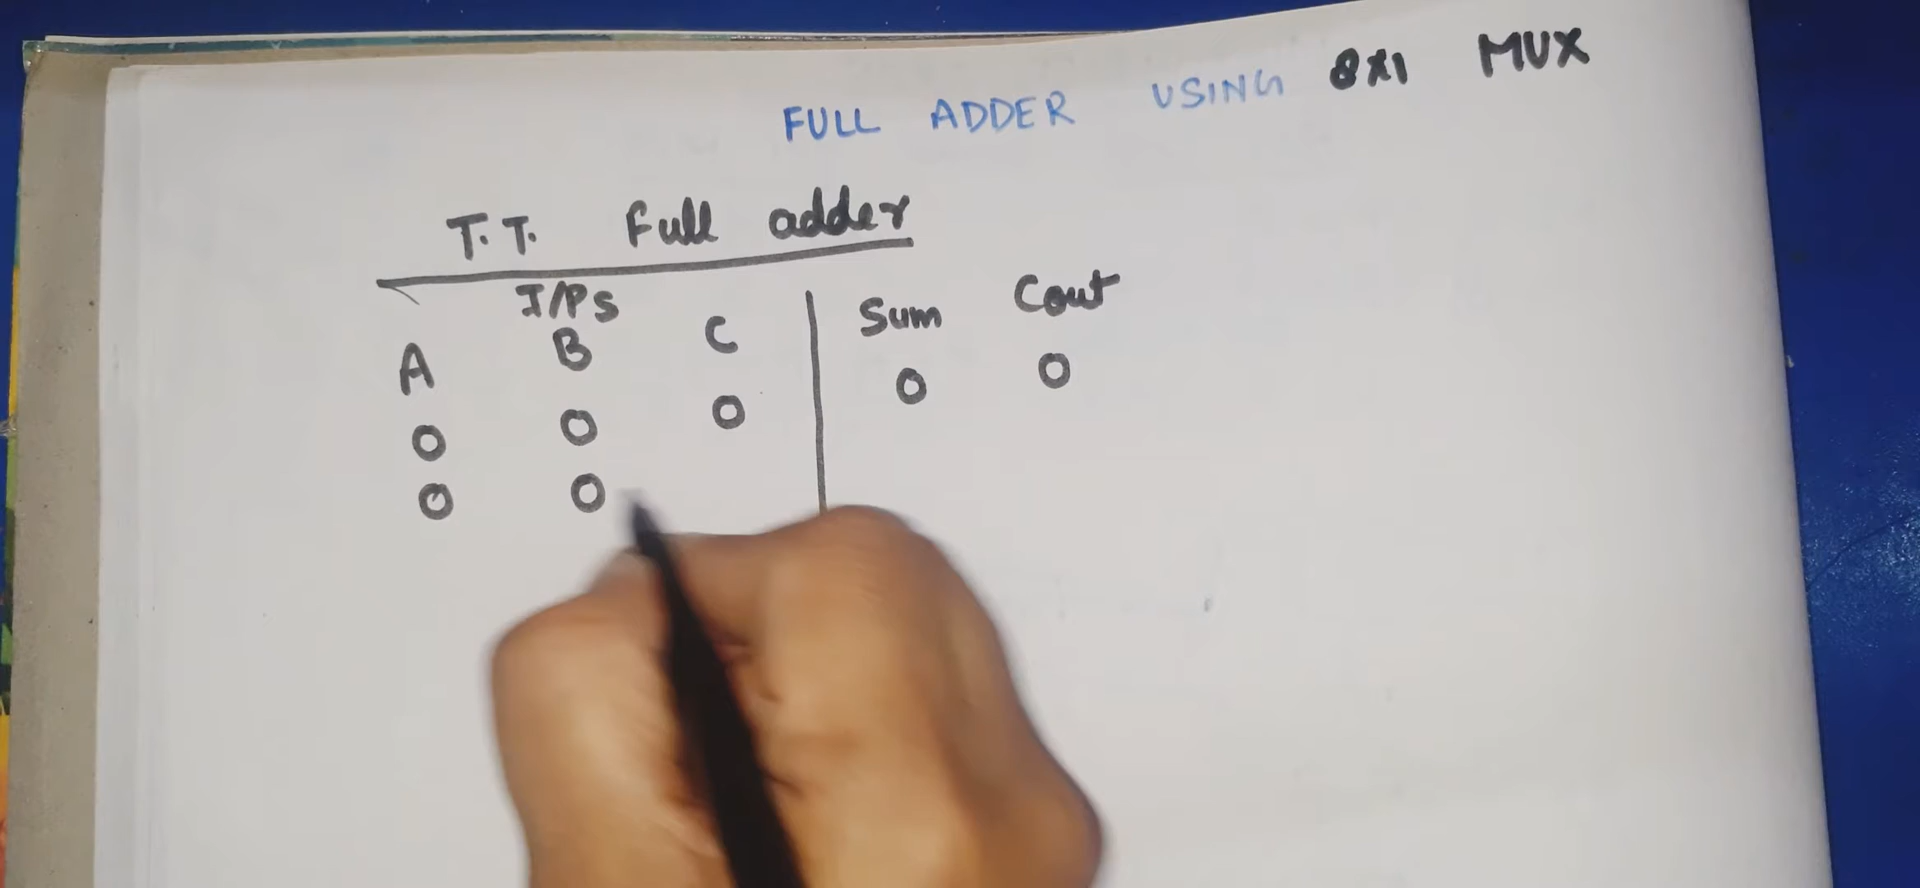 FULL ADDER USING 8X1 MUX
T.T. Full adder
I/Ps
A B C Sum Cout
0 0 0 0 0
0 0